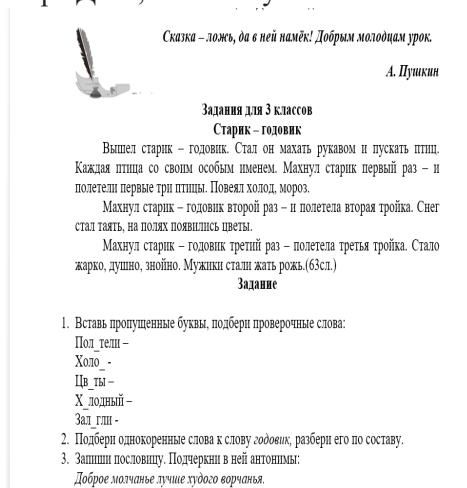 Сказка – ложь, да в ней намёк! Добрым молодцам урок.
А. Пушкин
Задания для 3 классов
Старик – годовик
Вышел старик – годовик. Стал он махать рукавом и пускать птиц.
Каждая птица со своим особым именем. Махнул старик первый раз – и
полетели первые три птицы. Повеял холод, мороз.
Махнул старик – годовик второй раз – и полетела вторая тройка. Снег
стал таять, на полях появились цветы.
Махнул старик – годовик третий раз – полетела третья тройка. Стало
жарко, душно, знойно. Мужики стали жать рожь.(63сл.)
Задание
1. Вставь пропущенные буквы, подбери проверочные слова:
Пол_тели –
Холо_ -
Цв_ты –
Х_лодный –
Зал_гли -
2. Подбери однокоренные слова к слову годовик, разбери его по составу.
3. Запиши пословицу. Подчеркни в ней антонимы:
Доброе молчанье лучше худого ворчанья.